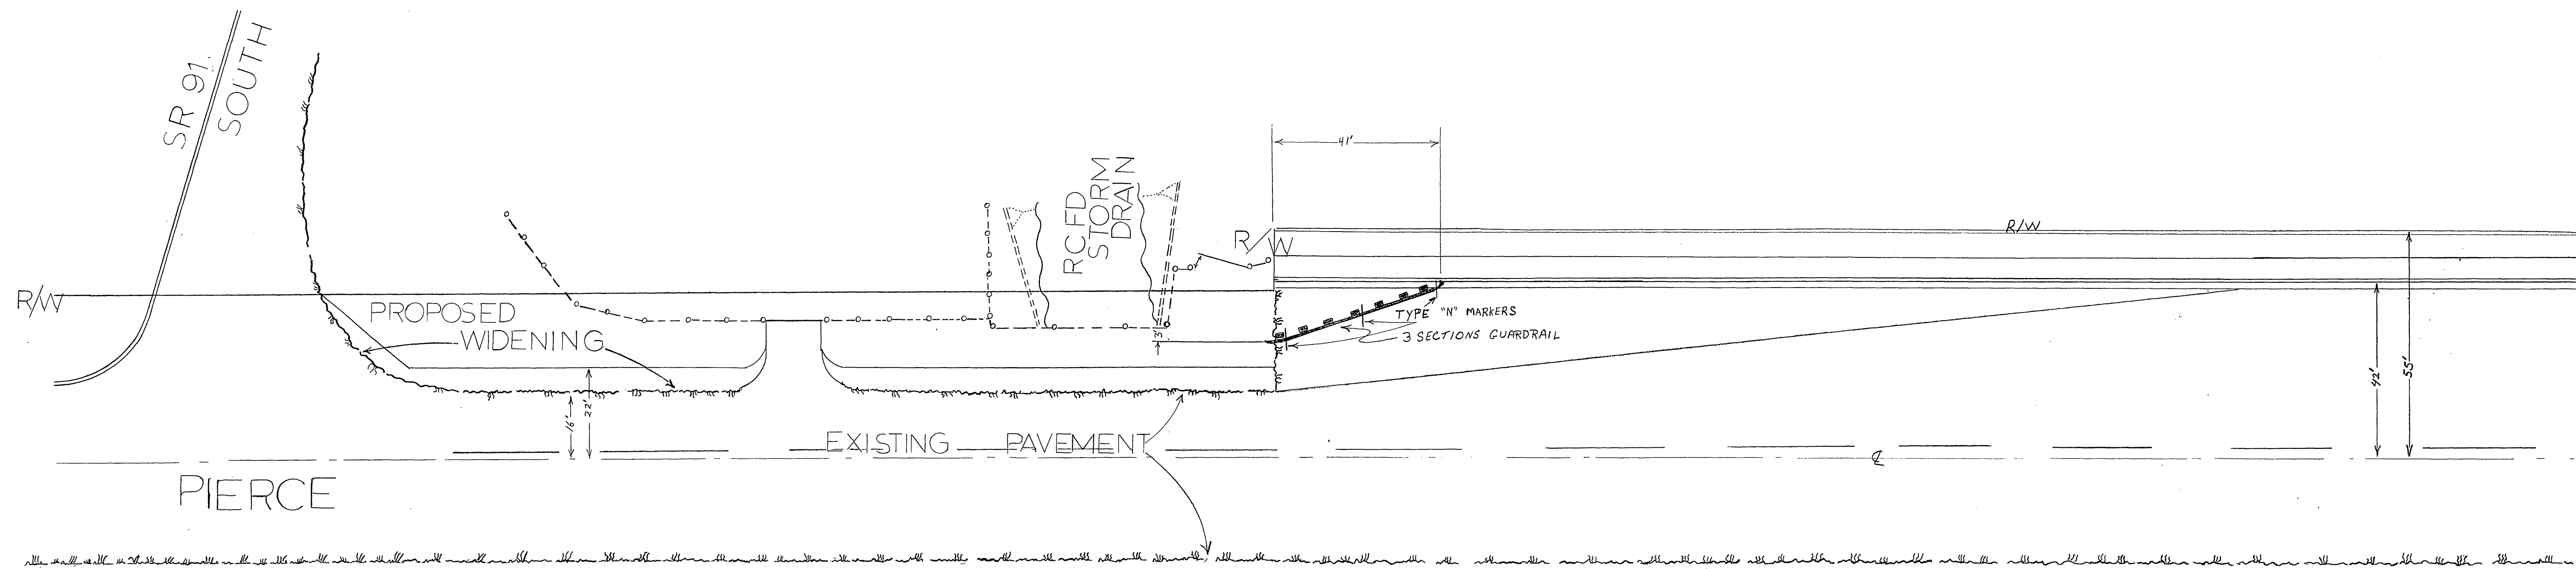 SR 91.
SOUTH
R/W
PROPOSED
WIDENING
RCFD
STORM
DRAIN
R/W
41'
R/W
TYPE "N" MARKERS
3 SECTIONS GUARDRAIL
3'
16'
22'
42'
55'
EXISTING PAVEMENT
℄
PIERCE